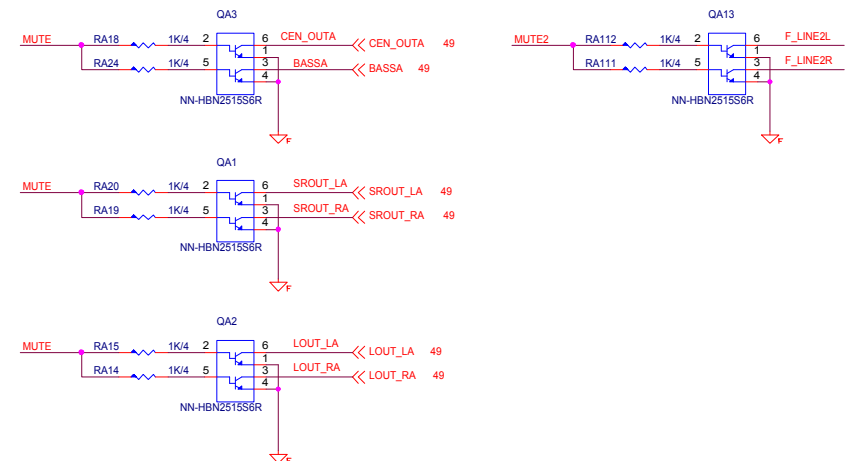 QA3
MUTE RA18 1K/4 2 6 CEN_OUTA CEN_OUTA 49
1
RA24 1K/4 5 3 BASSA BASSA 49
4
NN-HBN2515S6R
F
QA13
MUTE2 RA112 1K/4 2 6 F_LINE2L
1
RA111 1K/4 5 3 F_LINE2R
4
NN-HBN2515S6R
F
QA1
MUTE RA20 1K/4 2 6 SROUT_LA SROUT_LA 49
1
RA19 1K/4 5 3 SROUT_RA SROUT_RA 49
4
NN-HBN2515S6R
F
QA2
MUTE RA15 1K/4 2 6 LOUT_LA LOUT_LA 49
1
RA14 1K/4 5 3 LOUT_RA LOUT_RA 49
4
NN-HBN2515S6R
F